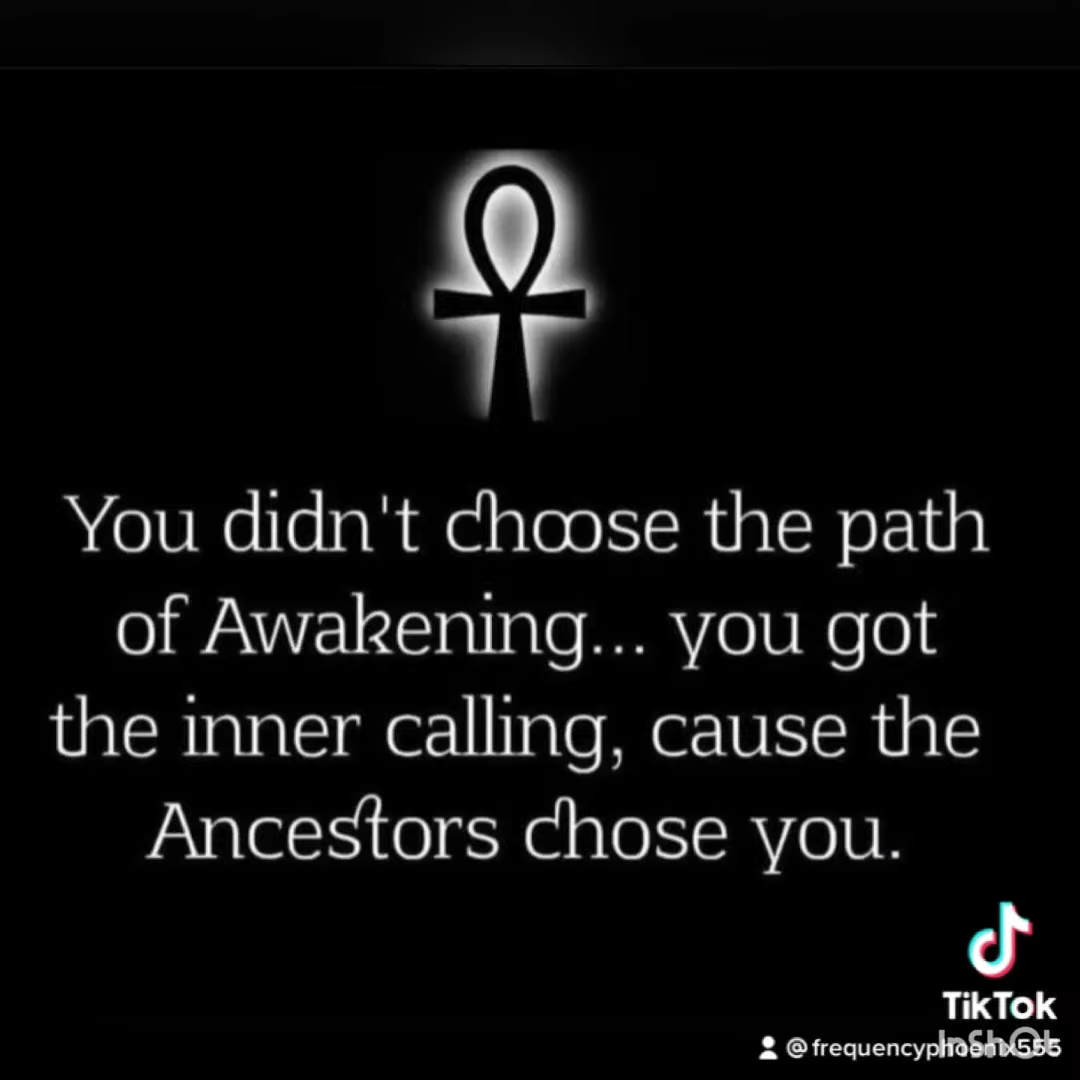 You didn't choose the path
of Awakening... you got
the inner calling, cause the
Ancestors chose you.
TikTok
InShot
@frequencyphoenix555